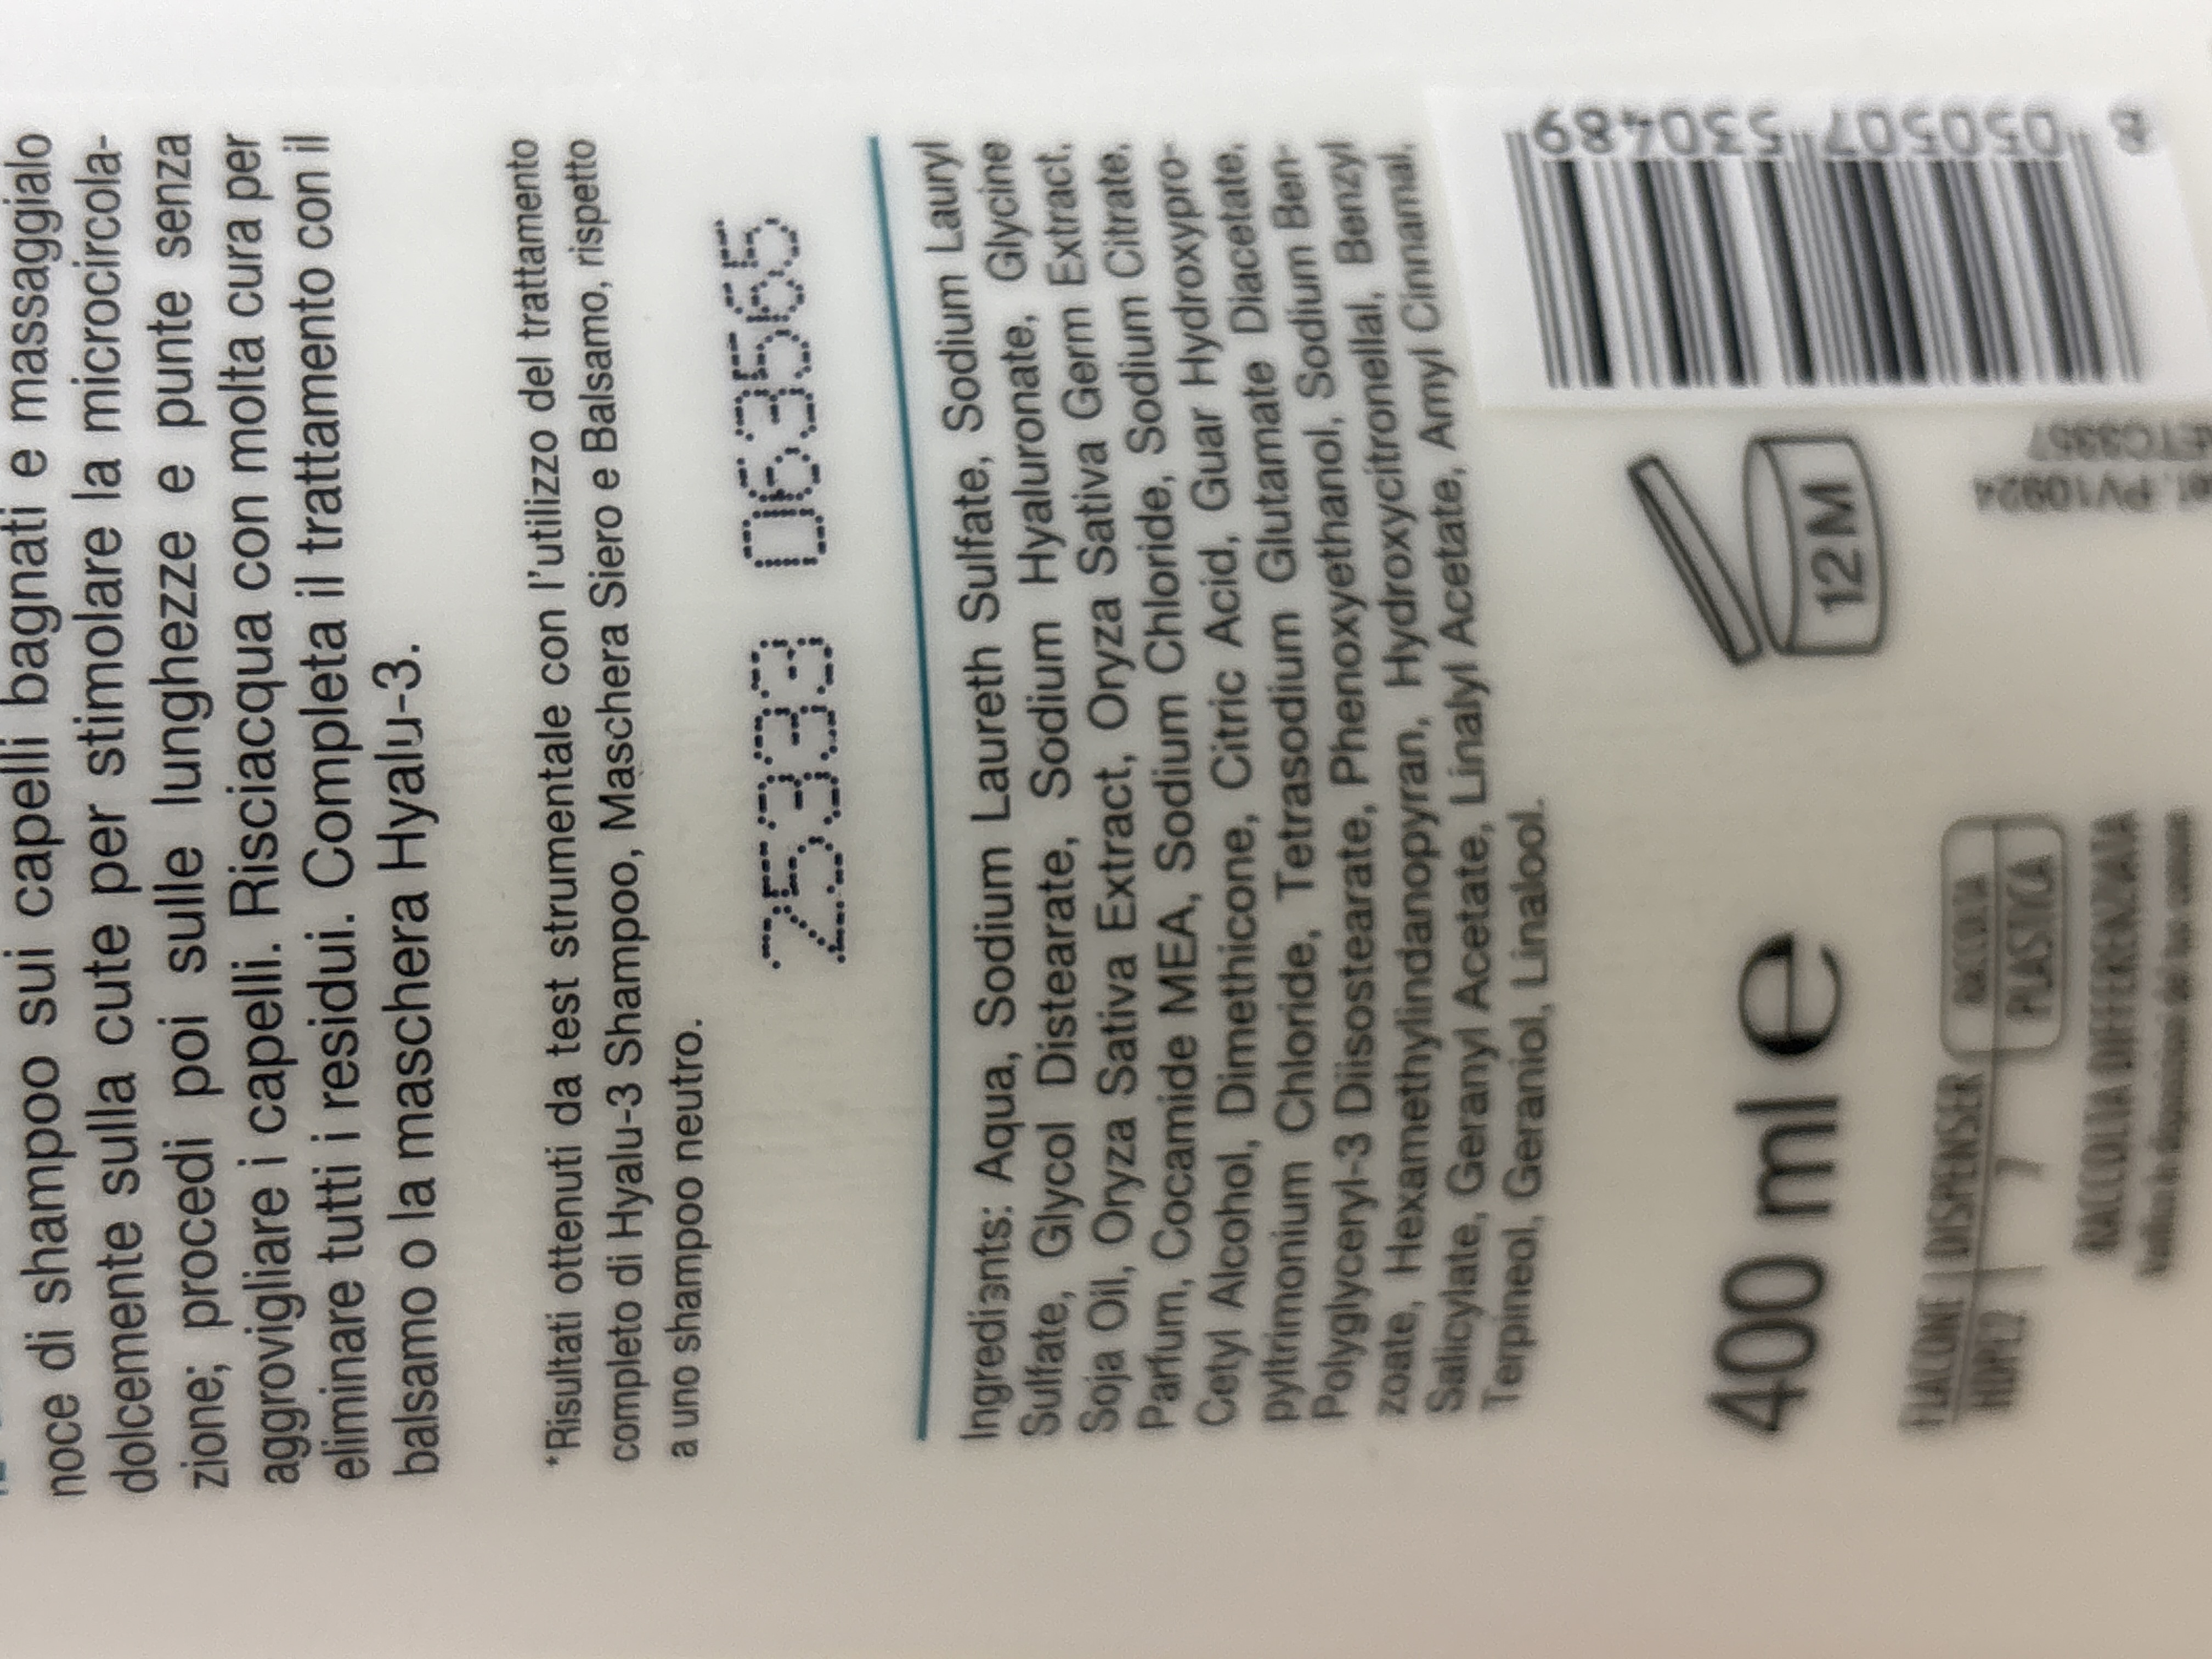 noce di shampoo sui capelli bagnati e massaggialo
dolcemente sulla cute per stimolare la microcircola-
zione; procedi poi sulle lunghezze e punte senza
aggrovigliare i capelli. Risciacqua con molta cura per
eliminare tutti i residui. Completa il trattamento con il
balsamo o la maschera Hyalu-3.
*Risultati ottenuti da test strumentale con l'utilizzo del trattamento
completo di Hyalu-3 Shampoo, Maschera Siero e Balsamo, rispetto
a uno shampoo neutro.
25333 063565
Ingredients: Aqua, Sodium Laureth Sulfate, Sodium Lauryl
Sulfate, Glycol Distearate, Sodium Hyaluronate, Glycine
Soja Oil, Oryza Sativa Extract, Oryza Sativa Germ Extract,
Parfum, Cocamide MEA, Sodium Chloride, Sodium Citrate,
Cetyl Alcohol, Dimethicone, Citric Acid, Guar Hydroxypro-
pyltrimonium Chloride, Tetrasodium Glutamate Diacetate,
Polyglyceryl-3 Diisostearate, Phenoxyethanol, Sodium Ben-
zoate, Hexamethylindanopyran, Hydroxycitronellal, Benzyl
Salicylate, Geranyl Acetate, Linalyl Acetate, Amyl Cinnamal,
Terpineol, Geraniol, Linalool.
400 ml e
12M
8 050507 530489
PV10924
FLACONE DISPENSER RACCOLTA
HDPE2 7 PLASTICA
RACCOLTA DIFFERENZIATA